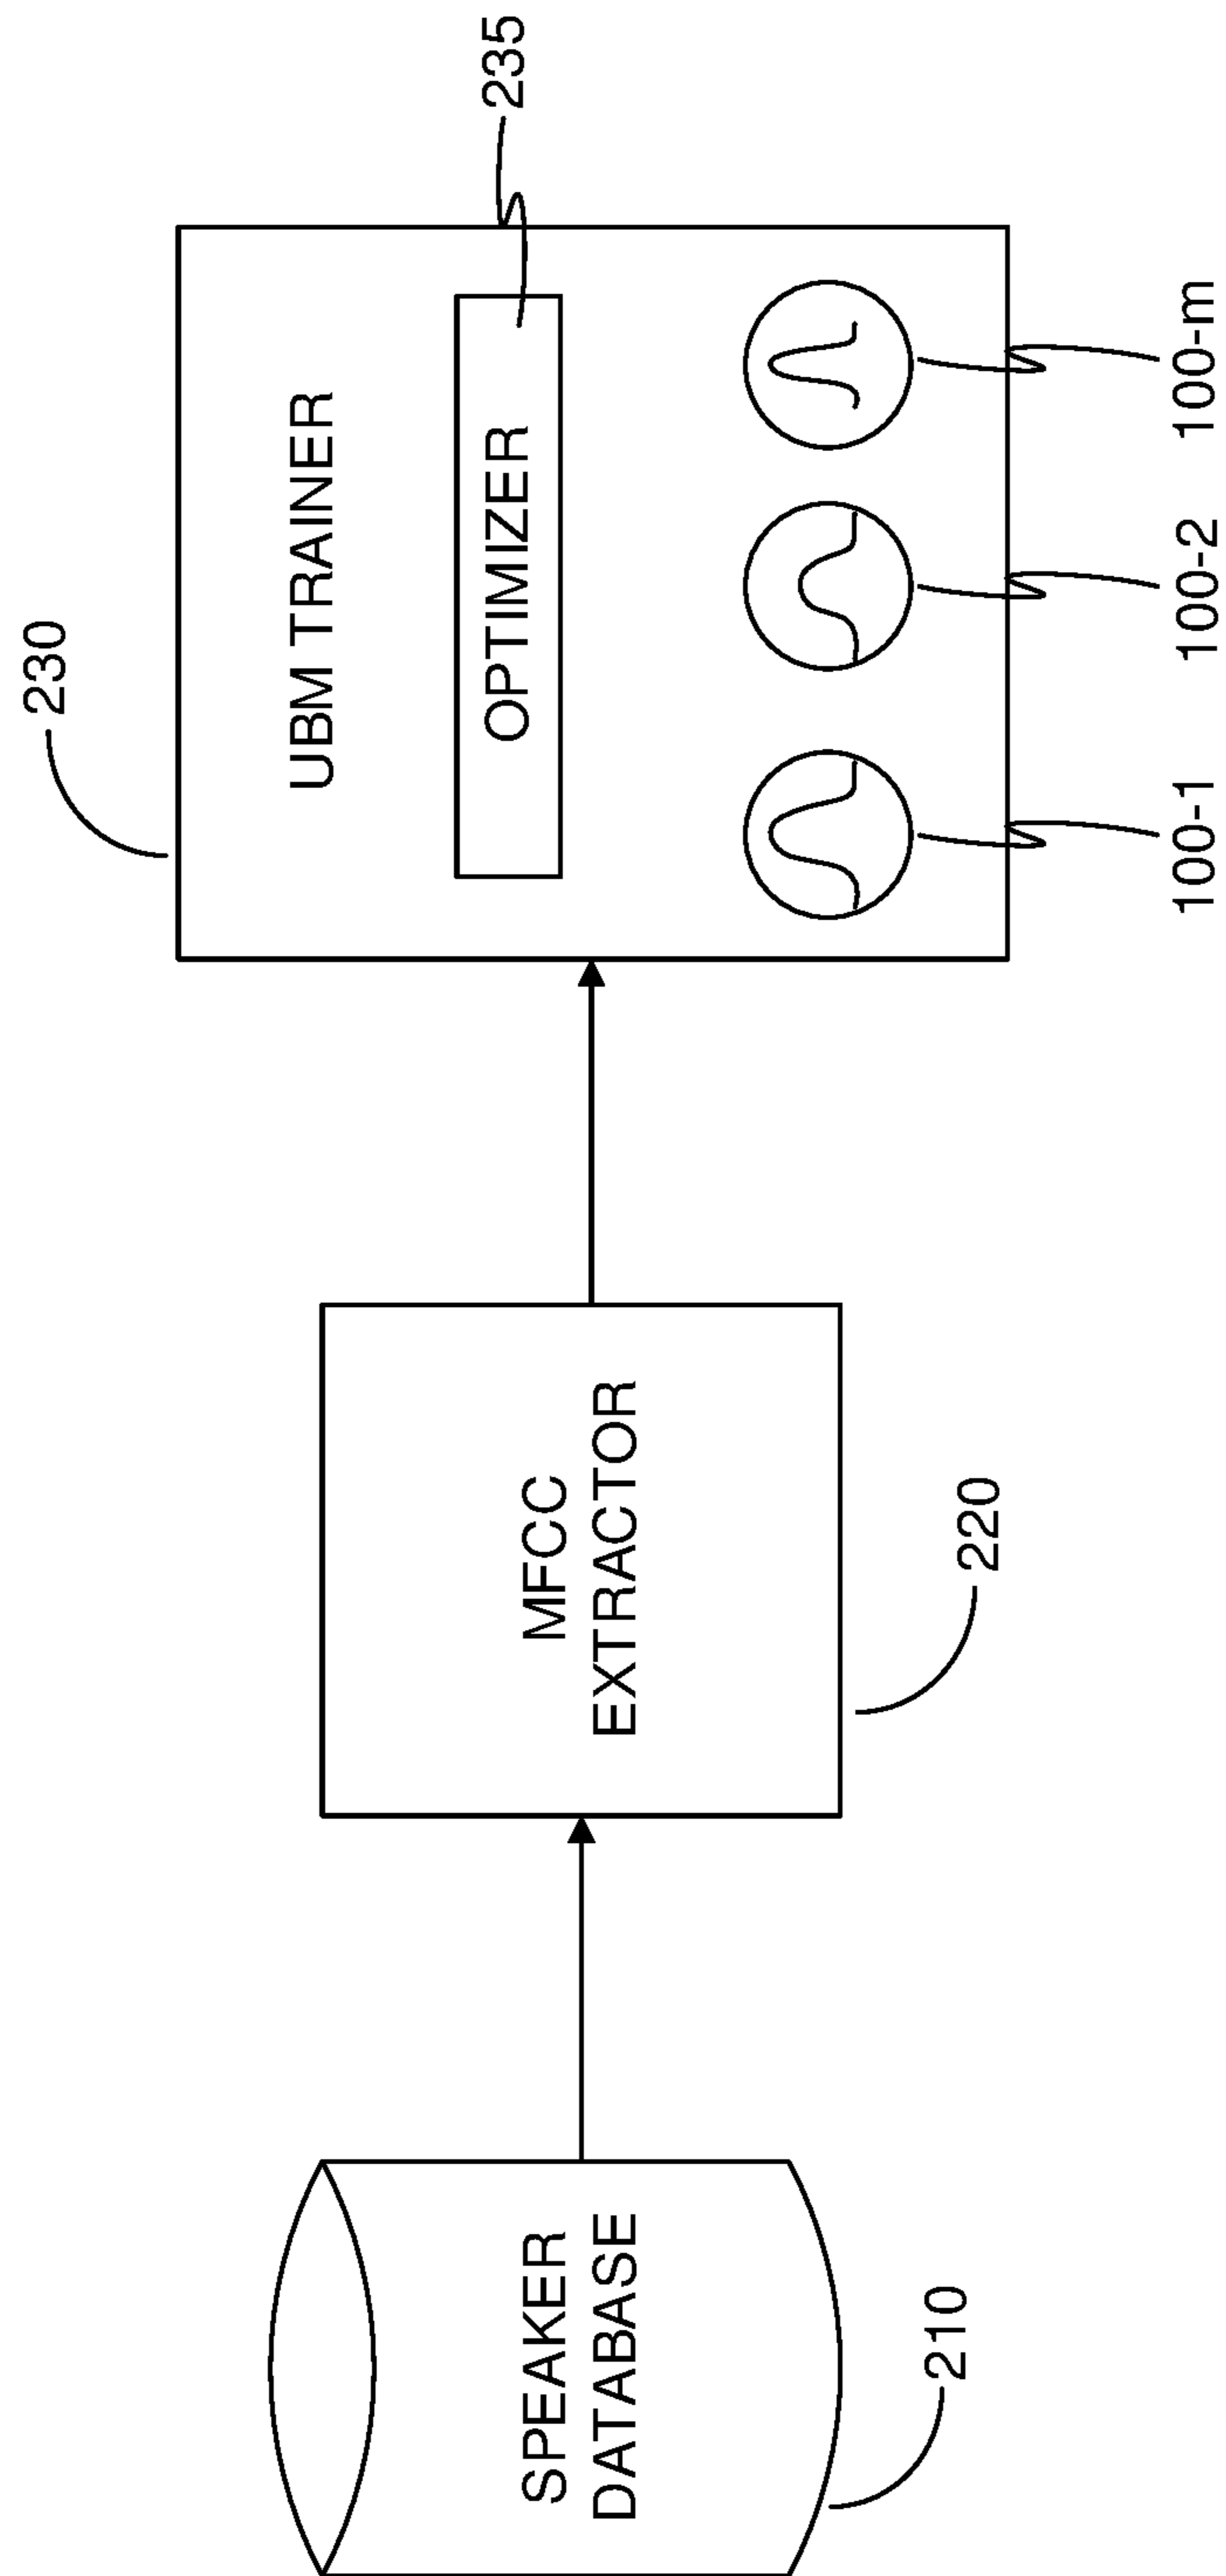 SPEAKER
DATABASE
210
MFCC
EXTRACTOR
220
230
UBM TRAINER
OPTIMIZER
235
100-1
100-2
100-m